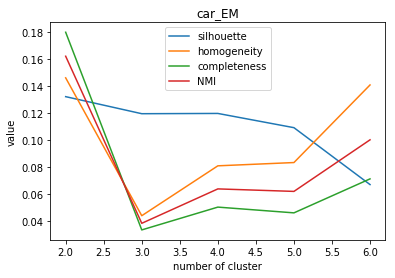 car_EM
silhouette
homogeneity
completeness
NMI
value
0.18
0.16
0.14
0.12
0.10
0.08
0.06
0.04
2.0 2.5 3.0 3.5 4.0 4.5 5.0 5.5 6.0
number of cluster